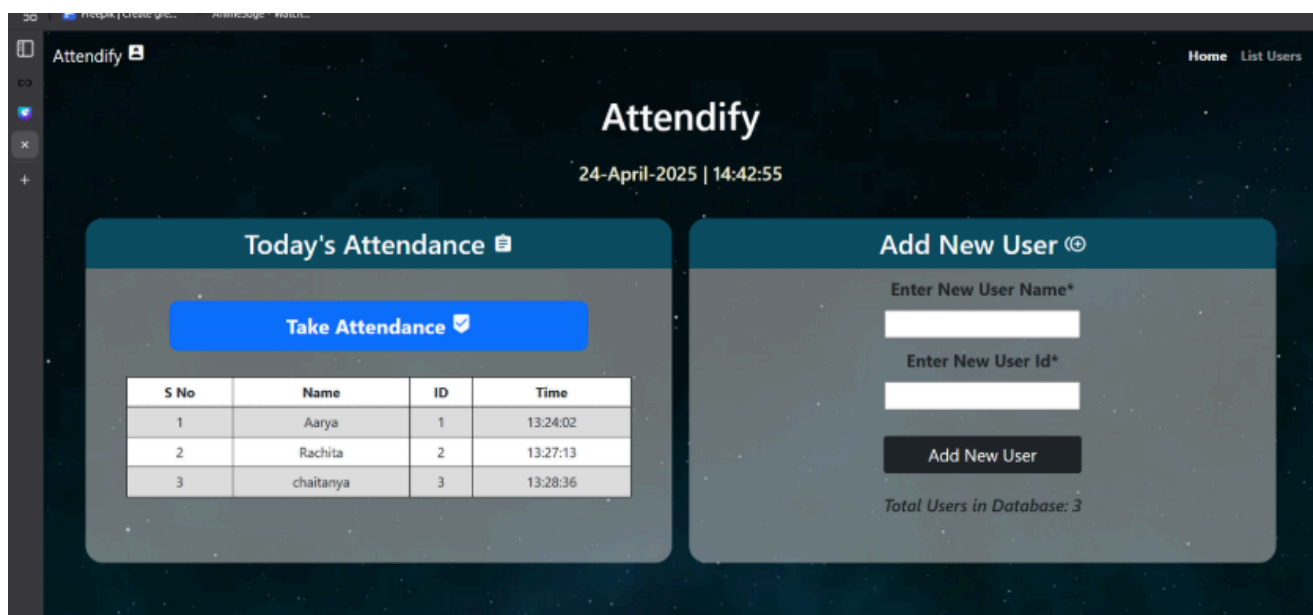 Attendify
Home List Users
Attendify
24-April-2025 | 14:42:55
Today's Attendance
Take Attendance
S No Name ID Time
1 Aarya 1 13:24:02
2 Rachita 2 13:27:13
3 chaitanya 3 13:28:36
Add New User
Enter New User Name*
Enter New User Id*
Add New User
Total Users in Database: 3